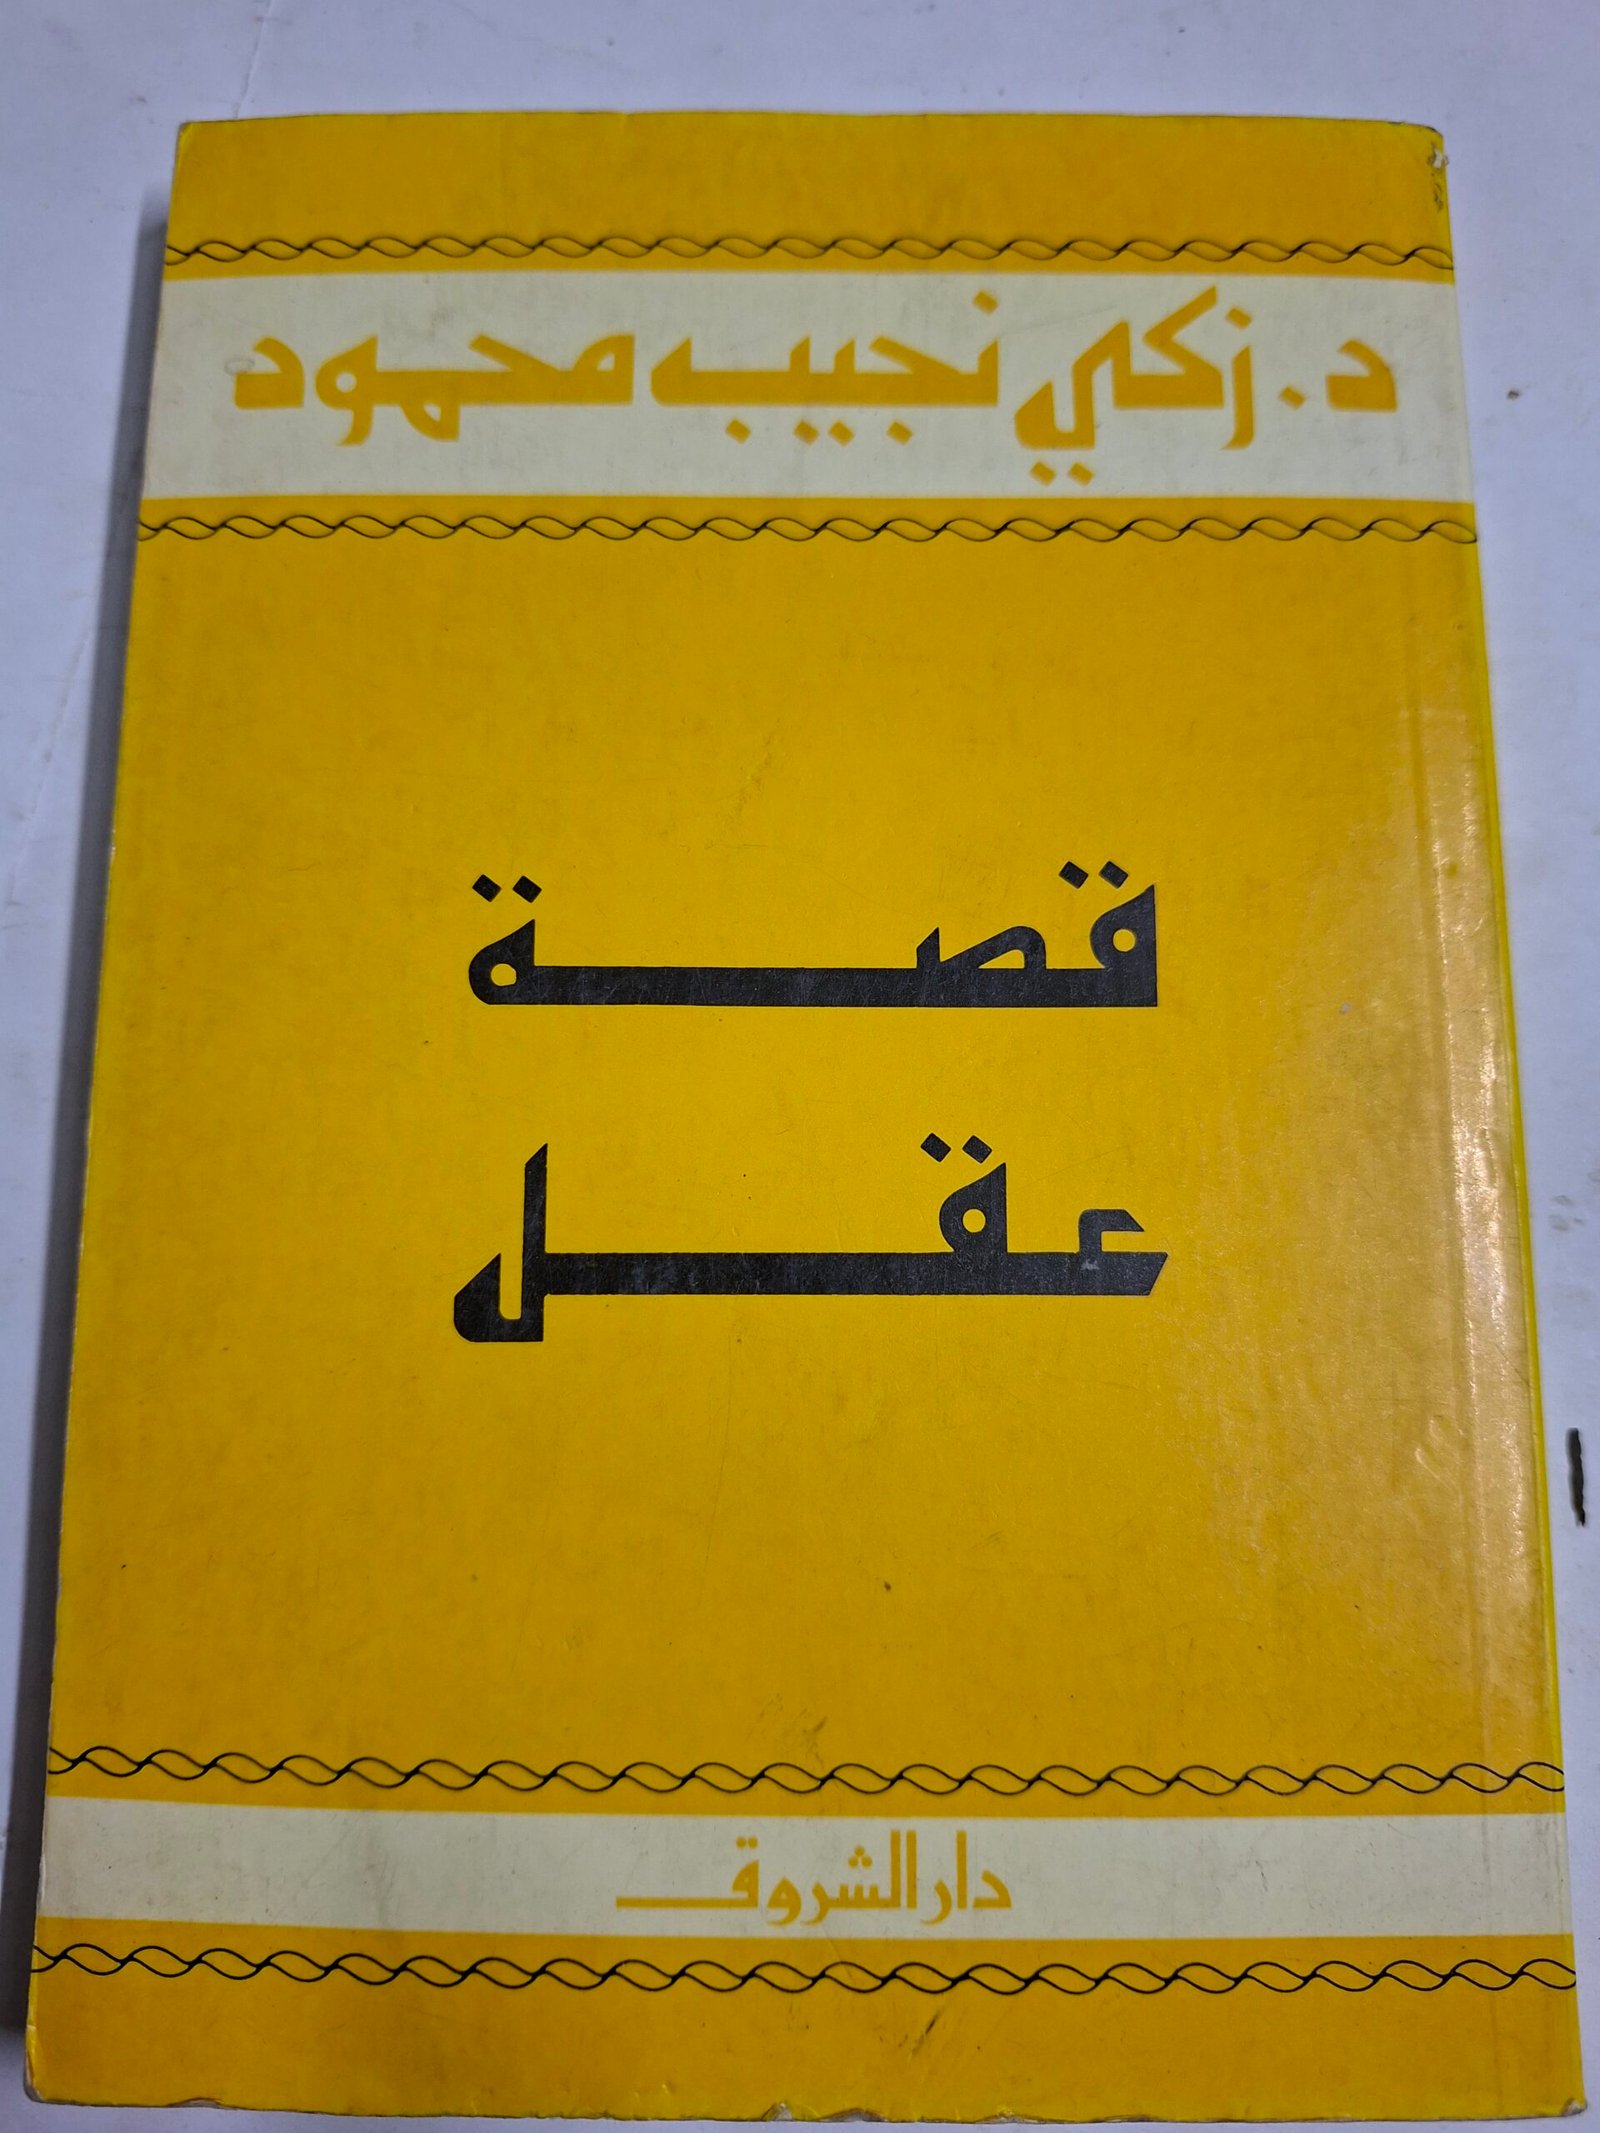 د. زكي نجيب محمود
قصة
عقل
دار الشروق